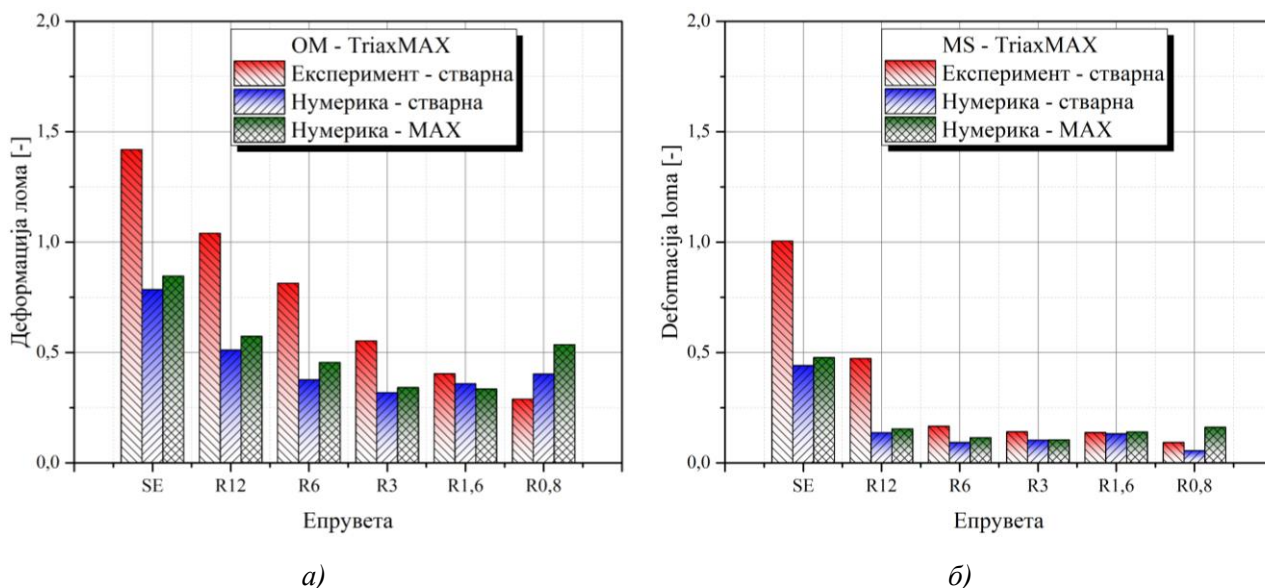 OM - TriaxMAX
Експеримент - стварна
Нумерика - стварна
Нумерика - MAX
Деформација лома [-]
2,0
1,5
1,0
0,5
0,0
SE R12 R6 R3 R1,6 R0,8
Епрувета
а)
MS - TriaxMAX
Експеримент - стварна
Нумерика - стварна
Нумерика - MAX
Deformacija loma [-]
2,0
1,5
1,0
0,5
0,0
SE R12 R6 R3 R1,6 R0,8
Епрувета
б)